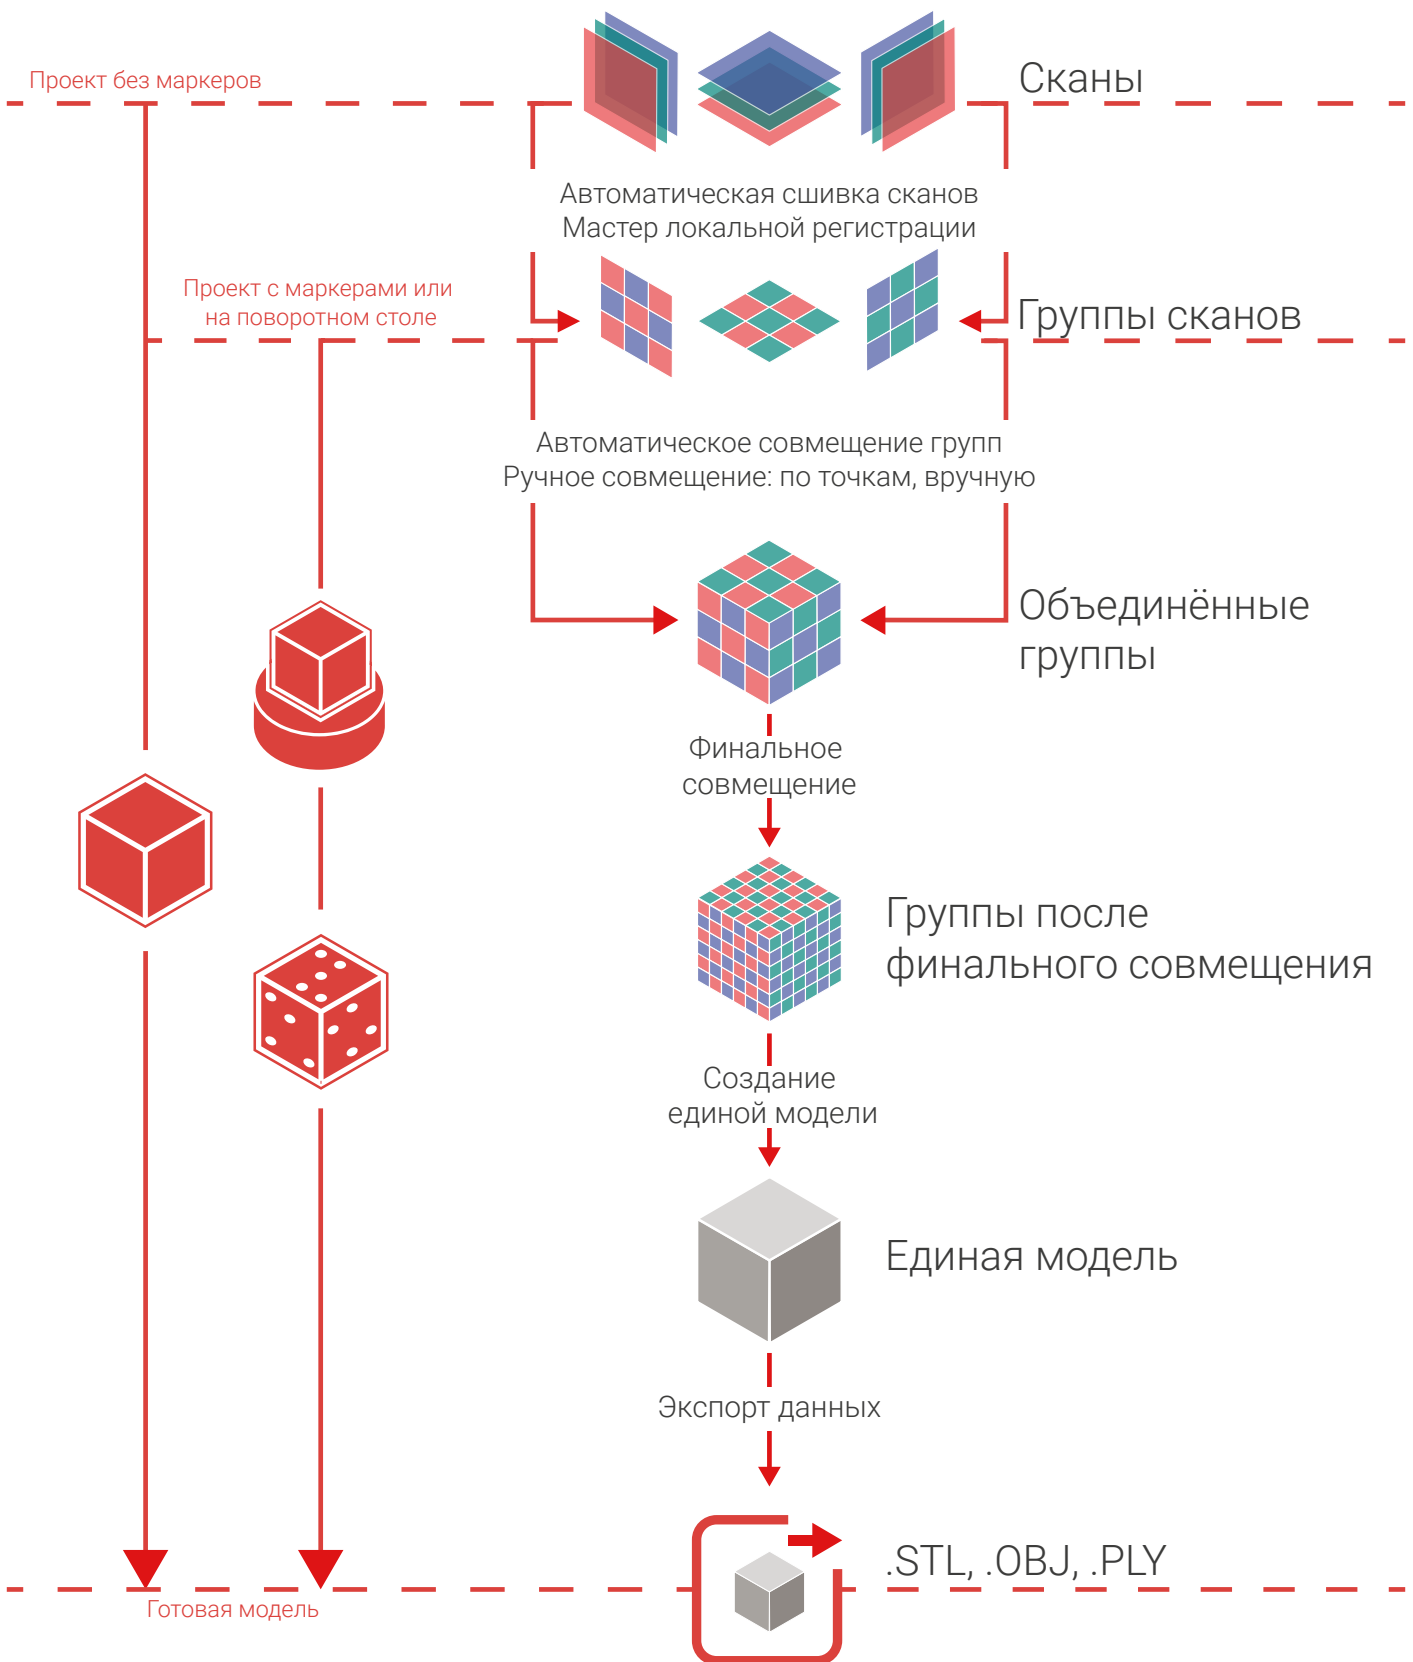 Проект без маркеров
Сканы
Автоматическая сшивка сканов
Мастер локальной регистрации
Проект с маркерами или
на поворотном столе
Группы сканов
Автоматическое совмещение групп
Ручное совмещение: по точкам, вручную
Объединённые
группы
Финальное
совмещение
Группы после
финального совмещения
Создание
единой модели
Единая модель
Экспорт данных
.STL, .OBJ, .PLY
Готовая модель